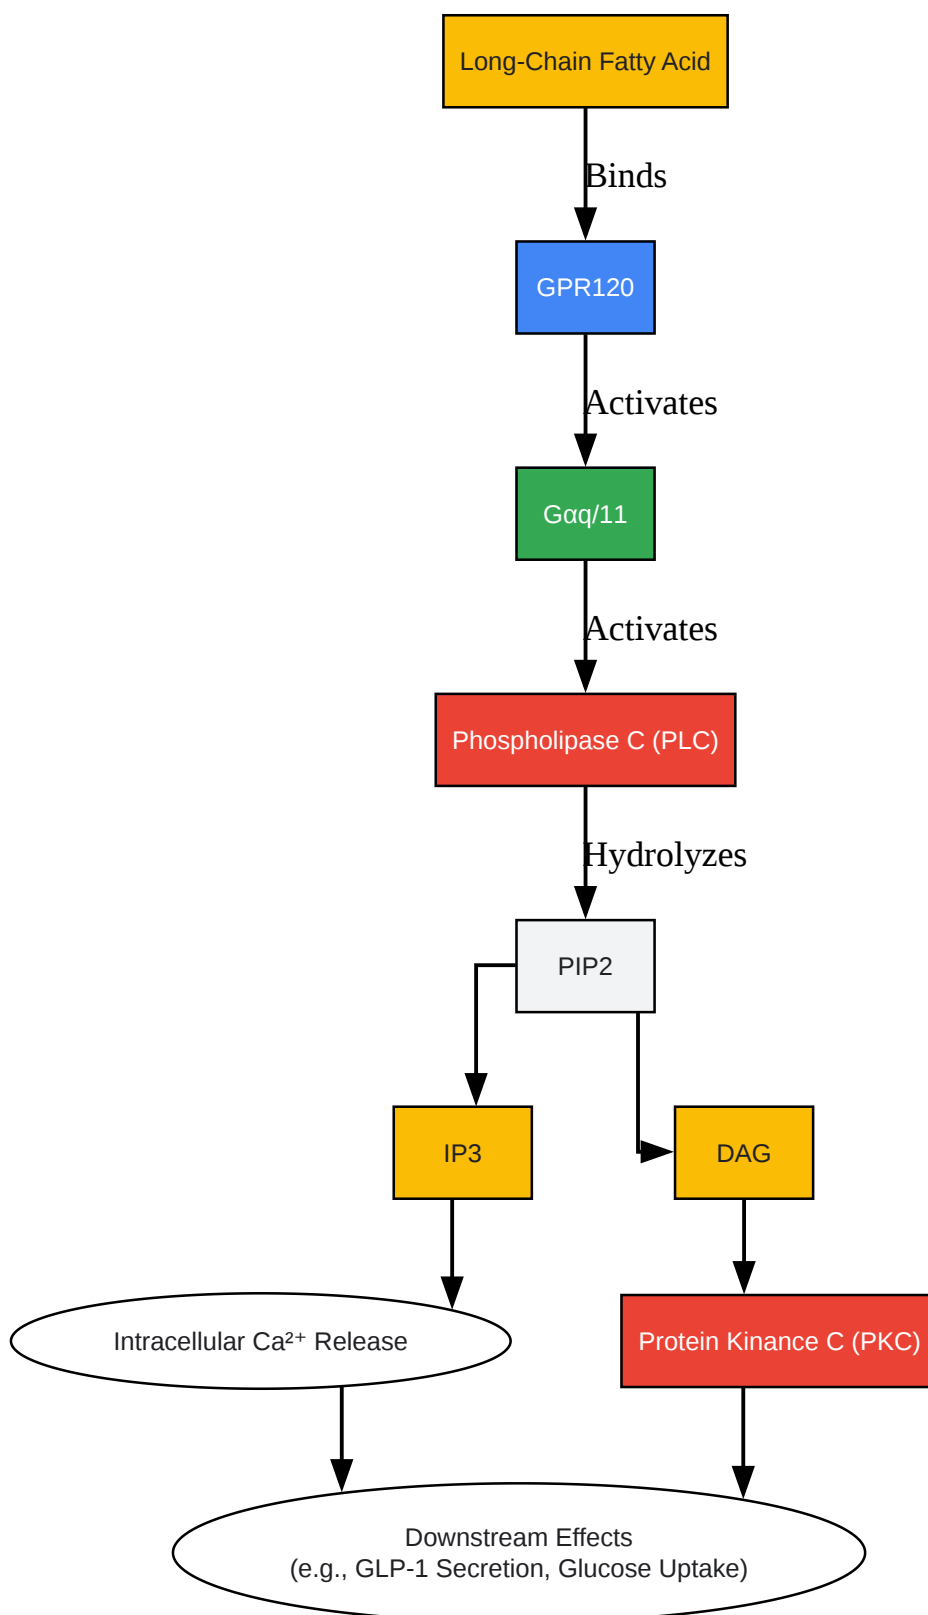 Long-Chain Fatty Acid
Binds
GPR120
Activates
Gαq/11
Activates
Phospholipase C (PLC)
Hydrolyzes
PIP2
IP3
DAG
Intracellular Ca²⁺ Release
Protein Kinance C (PKC)
Downstream Effects
(e.g., GLP-1 Secretion, Glucose Uptake)